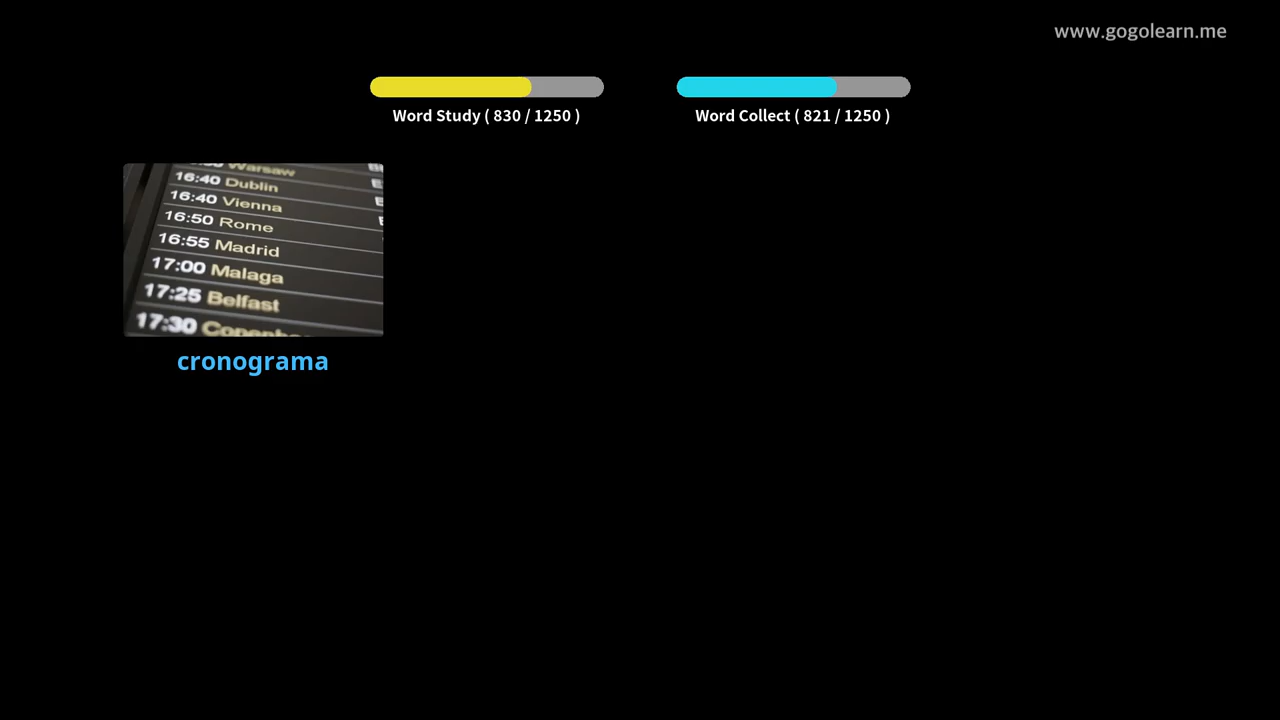 www.gogolearn.me
Word Study ( 830 / 1250 )
Word Collect ( 821 / 1250 )
Warsaw
16:40 Dublin
16:40 Vienna
16:50 Rome
16:55 Madrid
17:00 Malaga
17:25 Belfast
17:30
cronograma